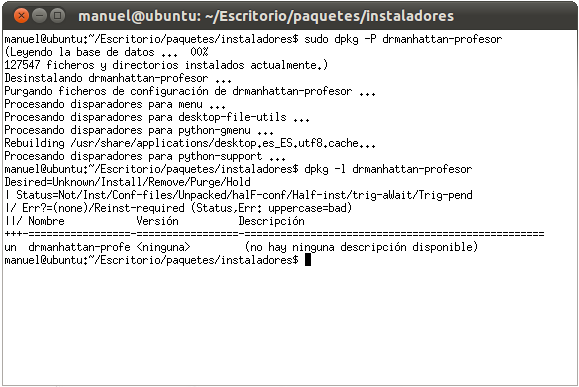 manuel@ubuntu: ~/Escritorio/paquetes/instaladores
manuel@ubuntu:~/Escritorio/paquetes/instaladores$ sudo dpkg -P drmanhattan-profesor
(Leyendo la base de datos ...  00%
127547 ficheros y directorios instalados actualmente.)
Desinstalando drmanhattan-profesor ...
Purgando ficheros de configuración de drmanhattan-profesor ...
Procesando disparadores para menu ...
Procesando disparadores para desktop-file-utils ...
Procesando disparadores para python-gmenu ...
Rebuilding /usr/share/applications/desktop.es_ES.utf8.cache...
Procesando disparadores para python-support ...
manuel@ubuntu:~/Escritorio/paquetes/instaladores$ dpkg -l drmanhattan-profesor
Desired=Unknown/Install/Remove/Purge/Hold
| Status=Not/Inst/Conf-files/Unpacked/halF-conf/Half-inst/trig-aWait/Trig-pend
|/ Err?=(none)/Reinst-required (Status,Err: uppercase=bad)
||/ Nombre           Versión          Descripción
+++-=================-=================-==================================================
un  drmanhattan-profe <ninguna>         (no hay ninguna descripción disponible)
manuel@ubuntu:~/Escritorio/paquetes/instaladores$